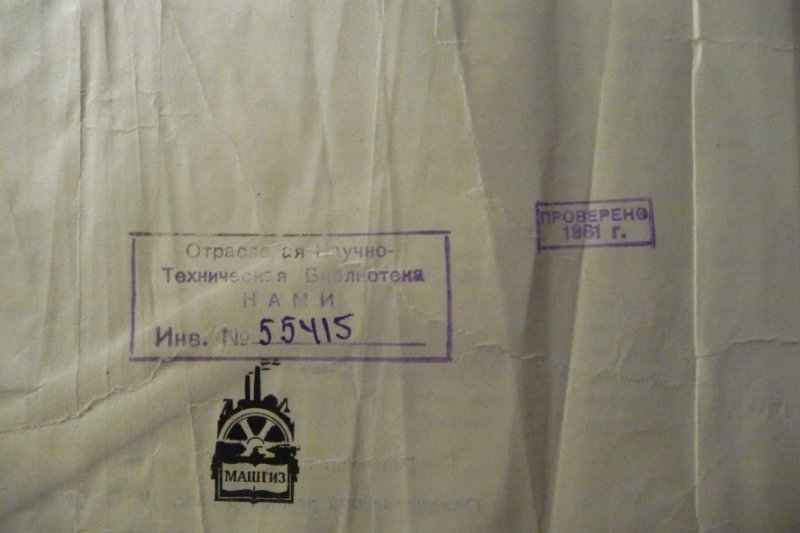 Отраслевая Научно-
Техническая Библиотека
НАМИ
Инв. № 55415
ПРОВЕРЕНО
1961 г.
МАШГИЗ